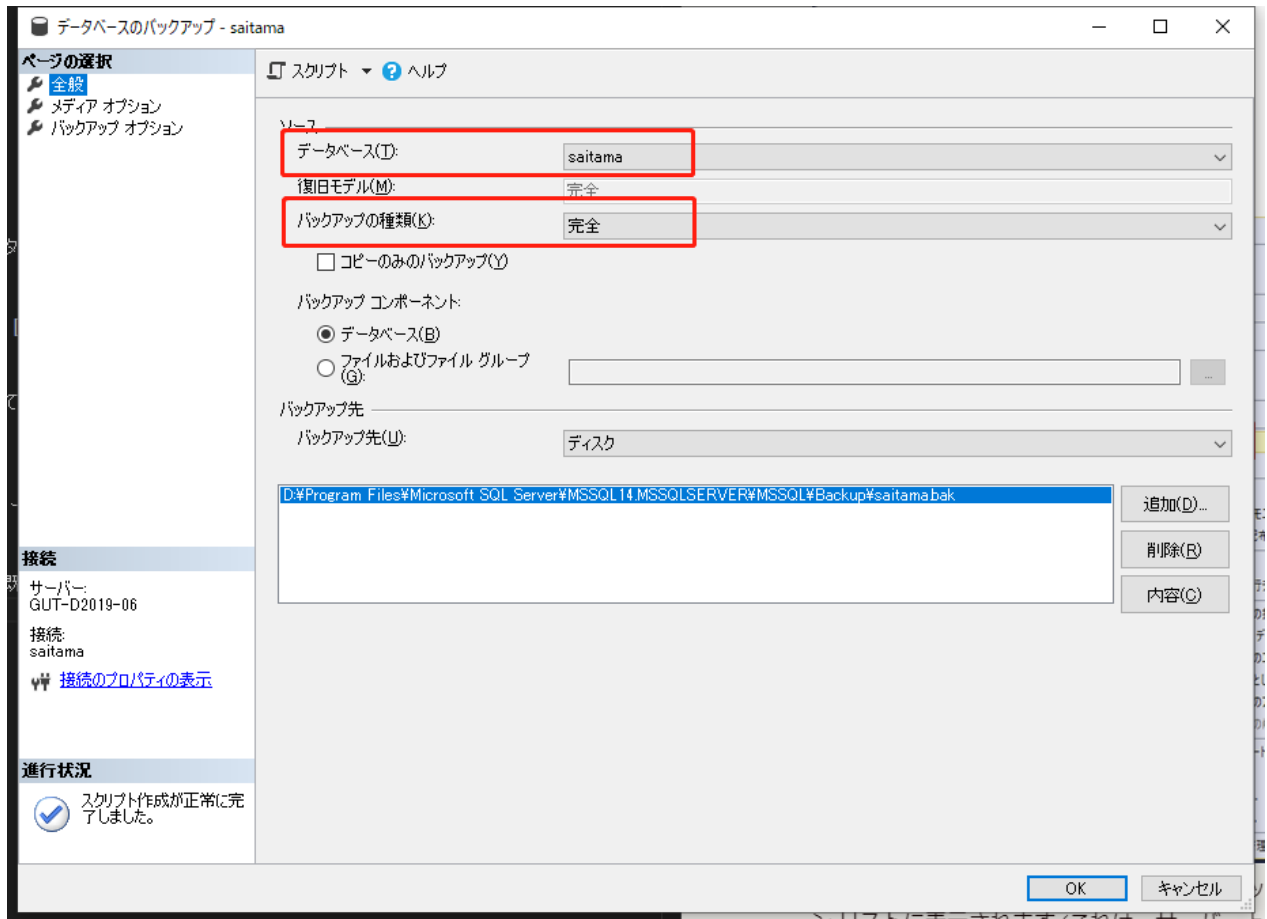 データベースのバックアップ - saitama
ページの選択
全般
メディア オプション
バックアップ オプション
スクリプト
ヘルプ
ソース
データベース(T):
saitama
復旧モデル(M):
完全
バックアップの種類(K):
完全
コピーのみのバックアップ(Y)
バックアップ コンポーネント:
データベース(B)
ファイルおよびファイル グループ
(G):
...
バックアップ先
バックアップ先(U):
ディスク
D:¥Program Files¥Microsoft SQL Server¥MSSQL14.MSSQLSERVER¥MSSQL¥Backup¥saitama.bak
追加(D)...
削除(R)
内容(C)
接続
サーバー:
GUT-D2019-06
接続:
saitama
接続のプロパティの表示
進行状況
スクリプト作成が正常に完
了しました。
OK
キャンセル